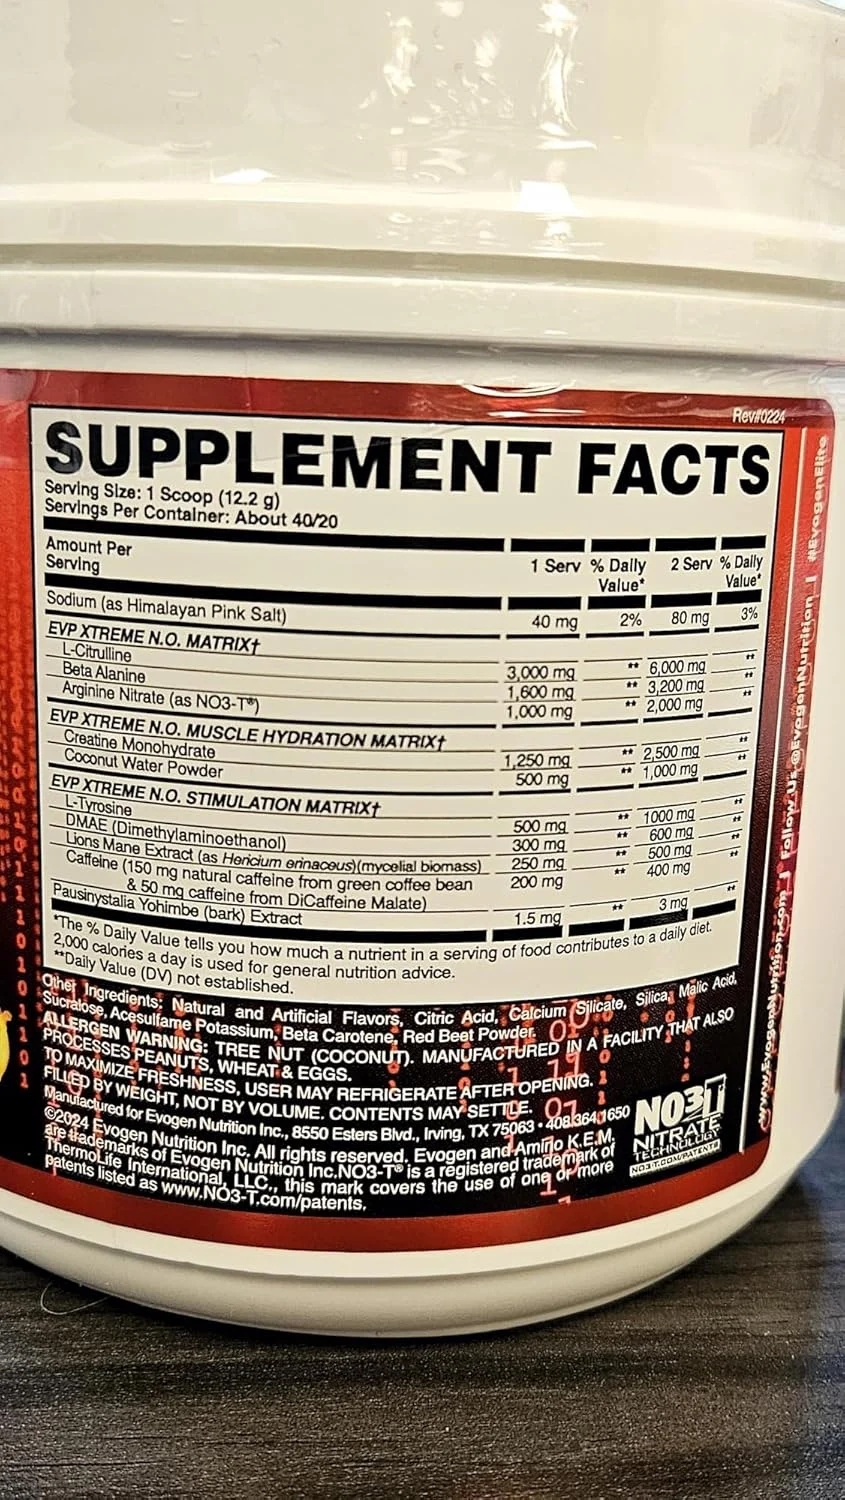 Rev#0224
SUPPLEMENT FACTS
Serving Size: 1 Scoop (12.2 g)
Servings Per Container: About 40/20
Amount Per Serving 1 Serv % Daily Value* 2 Serv % Daily Value*
Sodium (as Himalayan Pink Salt) 40 mg 2% 80 mg 3%
EVP XTREME N.O. MATRIX†
L-Citrulline 3,000 mg ** 6,000 mg **
Beta Alanine 1,600 mg ** 3,200 mg **
Arginine Nitrate (as NO3-T®) 1,000 mg ** 2,000 mg **
EVP XTREME N.O. MUSCLE HYDRATION MATRIX†
Creatine Monohydrate 1,250 mg ** 2,500 mg **
Coconut Water Powder 500 mg ** 1,000 mg **
EVP XTREME N.O. STIMULATION MATRIX†
L-Tyrosine 500 mg ** 1000 mg **
DMAE (Dimethylaminoethanol) 300 mg ** 600 mg **
Lions Mane Extract (as Hericium erinaceus)(mycelial biomass) 250 mg ** 500 mg **
Caffeine (150 mg natural caffeine from green coffee bean 200 mg ** 400 mg **
& 50 mg caffeine from DiCaffeine Malate)
Pausinystalia Yohimbe (bark) Extract 1.5 mg ** 3 mg **
*The % Daily Value tells you how much a nutrient in a serving of food contributes to a daily diet.
2,000 calories a day is used for general nutrition advice.
**Daily Value (DV) not established.
Other Ingredients: Natural and Artificial Flavors, Citric Acid, Calcium Silicate, Silica, Malic Acid,
Sucralose, Acesulfame Potassium, Beta Carotene, Red Beet Powder.
ALLERGEN WARNING: TREE NUT (COCONUT). MANUFACTURED IN A FACILITY THAT ALSO
PROCESSES PEANUTS, WHEAT & EGGS.
TO MAXIMIZE FRESHNESS, USER MAY REFRIGERATE AFTER OPENING.
FILLED BY WEIGHT, NOT BY VOLUME. CONTENTS MAY SETTLE.
Manufactured for Evogen Nutrition Inc., 8550 Esters Blvd., Irving, TX 75063 • 408.364.1650
©2024 Evogen Nutrition Inc. All rights reserved. Evogen and Amino K.E.M.
are trademarks of Evogen Nutrition Inc.NO3-T® is a registered trademark of
ThermoLife International, LLC., this mark covers the use of one or more
patents listed as www.NO3-T.com/patents.
NO3T
NITRATE
TECHNOLOGY
NO3-T.COM/PATENTS
www.EvogenNutrition.com | Follow Us @EvogenNutrition | #EvogenElite